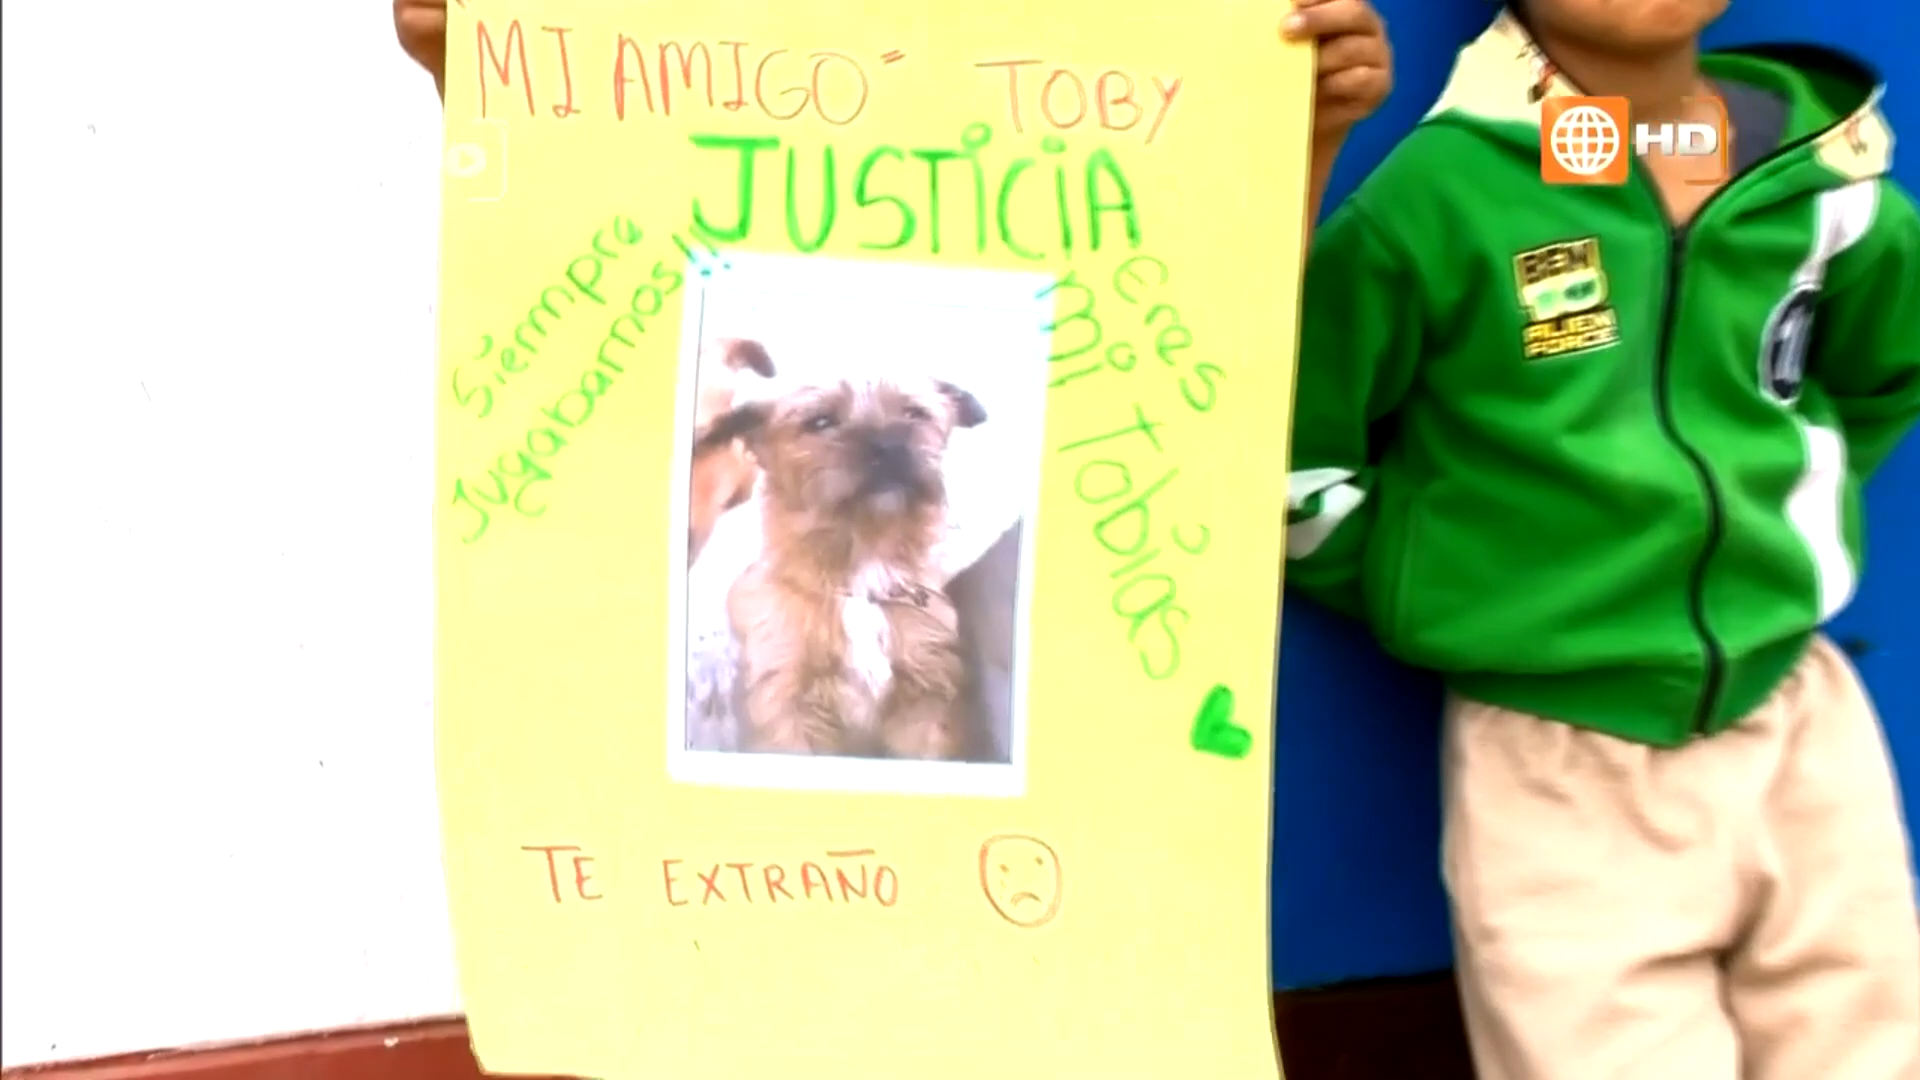 "MI AMIGO" TOBY
JUSTICIA
Siempre
Jugabamos!!
Eres
mi Tobias
TE EXTRAÑO
HD
BEN
10
ALIEN
FORCE